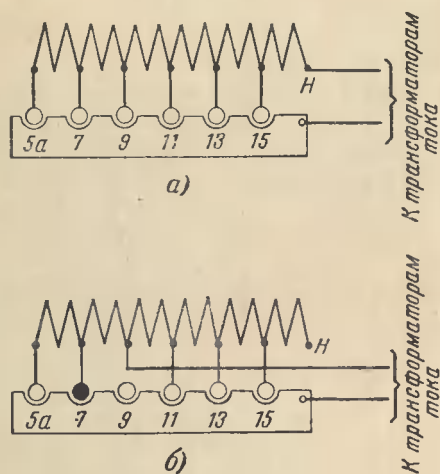 Н
5а 7 9 11 13 15
К трансформаторам
тока
а)
Н
5а 7 9 11 13 15
К трансформаторам
тока
б)